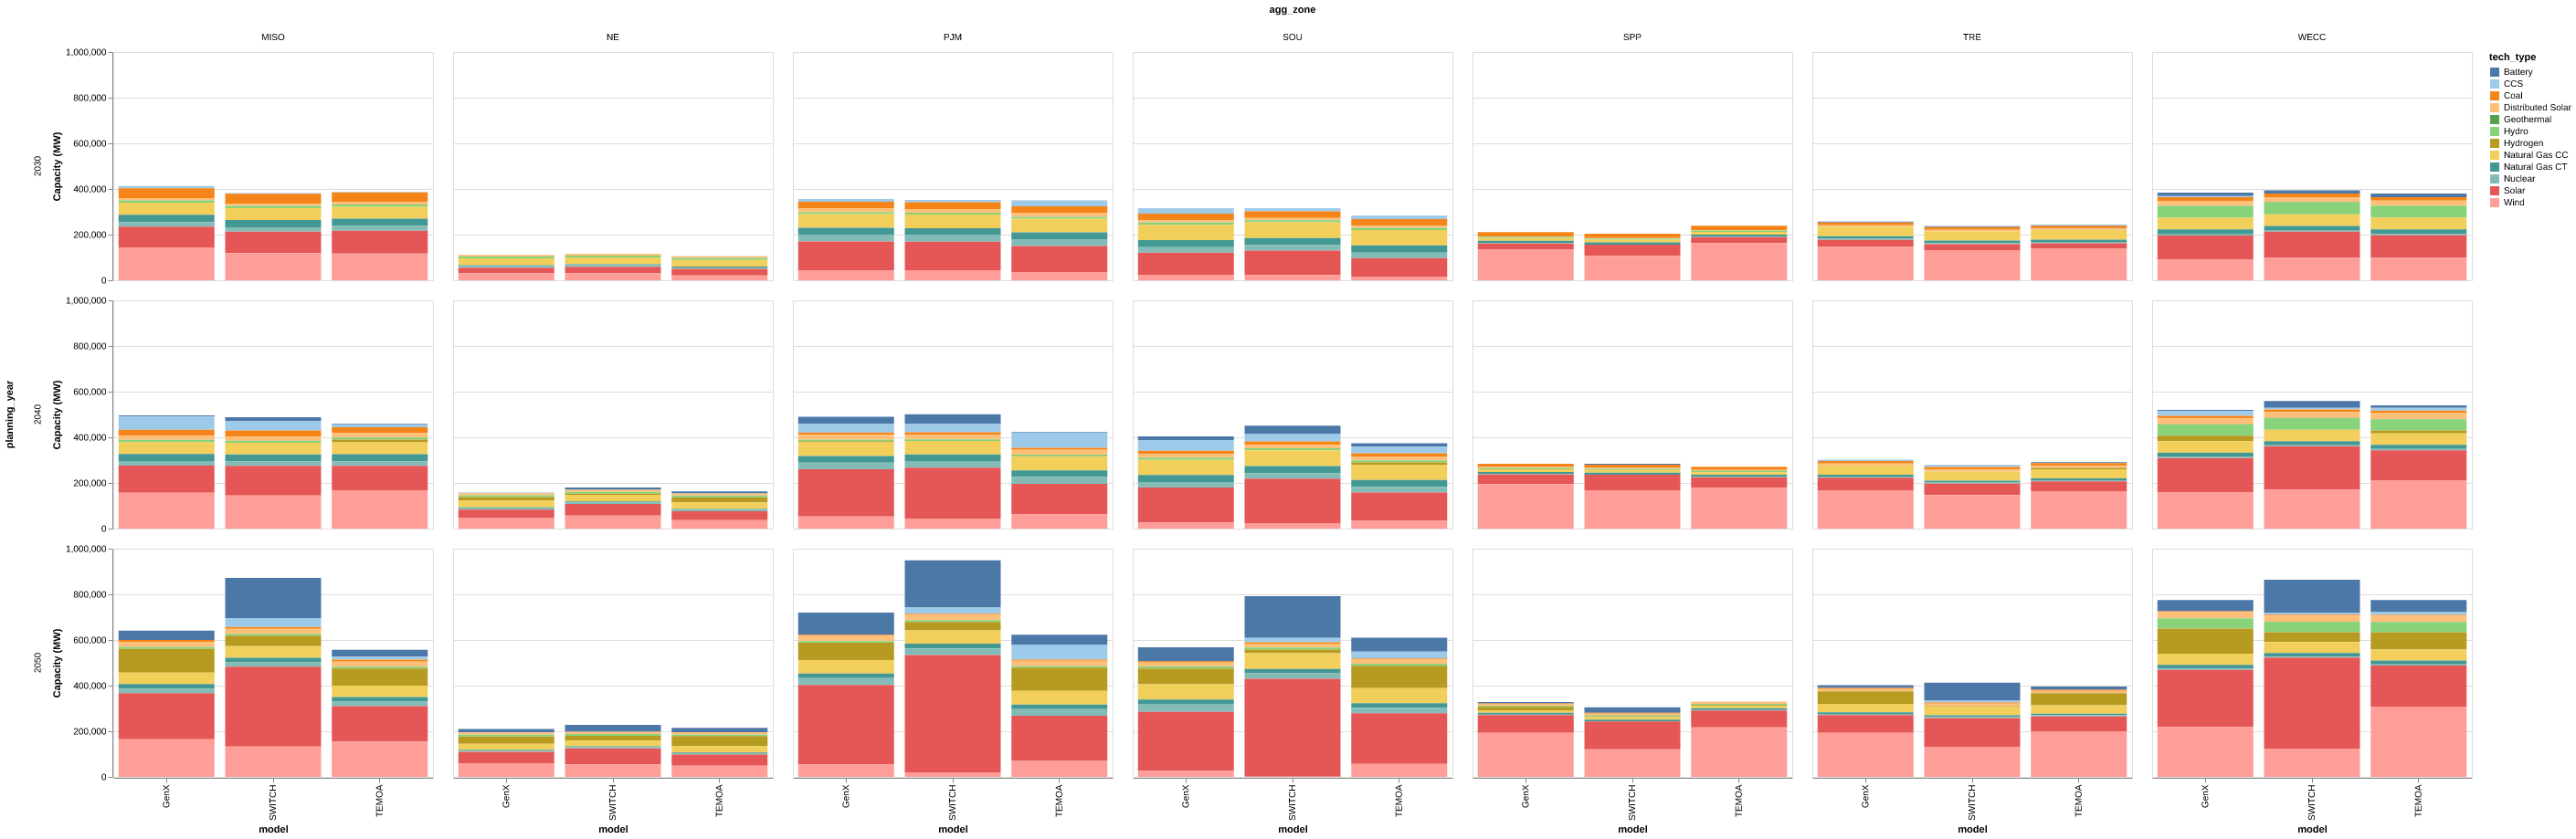 agg_zone
MISO NE PJM SOU SPP TRE WECC
planning_year
2030
Capacity (MW)
1,000,000
800,000
600,000
400,000
200,000
0
2040
Capacity (MW)
1,000,000
800,000
600,000
400,000
200,000
0
2050
Capacity (MW)
1,000,000
800,000
600,000
400,000
200,000
0
GenX SWITCH TEMOA GenX SWITCH TEMOA GenX SWITCH TEMOA GenX SWITCH TEMOA GenX SWITCH TEMOA GenX SWITCH TEMOA GenX SWITCH TEMOA
model model model model model model model
tech_type
Battery
CCS
Coal
Distributed Solar
Geothermal
Hydro
Hydrogen
Natural Gas CC
Natural Gas CT
Nuclear
Solar
Wind